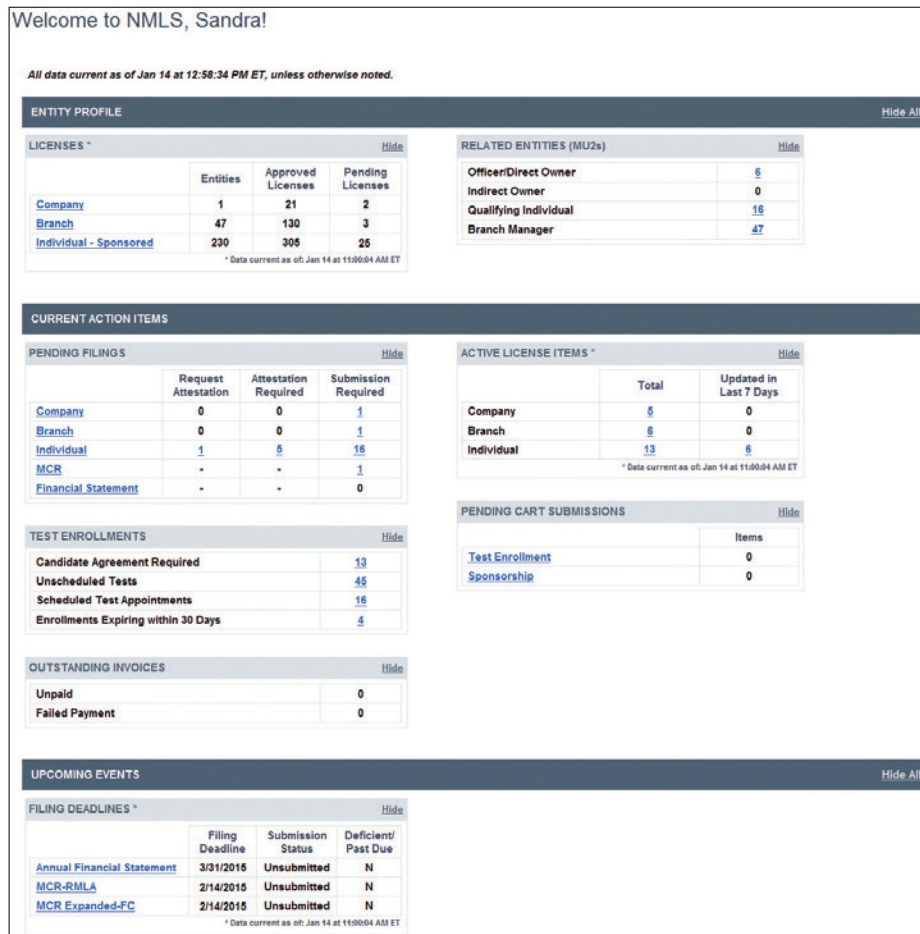 Welcome to NMLS, Sandra!
All data current as of Jan 14 at 12:58:34 PM ET, unless otherwise noted.
ENTITY PROFILE Hide All
LICENSES * Hide
Entities Approved Licenses Pending Licenses
Company 1 21 2
Branch 47 130 3
Individual - Sponsored 230 305 25
* Data current as of: Jan 14 at 11:00:04 AM ET
RELATED ENTITIES (MU2s) Hide
Officer/Direct Owner 6
Indirect Owner 0
Qualifying Individual 16
Branch Manager 47
CURRENT ACTION ITEMS
PENDING FILINGS Hide
Request Attestation Attestation Required Submission Required
Company 0 0 1
Branch 0 0 1
Individual 1 5 16
MCR - - 1
Financial Statement - - 0
ACTIVE LICENSE ITEMS * Hide
Total Updated in Last 7 Days
Company 5 0
Branch 6 0
Individual 13 6
* Data current as of: Jan 14 at 11:00:04 AM ET
TEST ENROLLMENTS Hide
Candidate Agreement Required 13
Unscheduled Tests 45
Scheduled Test Appointments 16
Enrollments Expiring within 30 Days 4
PENDING CART SUBMISSIONS Hide
Items
Test Enrollment 0
Sponsorship 0
OUTSTANDING INVOICES Hide
Unpaid 0
Failed Payment 0
UPCOMING EVENTS Hide All
FILING DEADLINES * Hide
Filing Deadline Submission Status Deficient/ Past Due
Annual Financial Statement 3/31/2015 Unsubmitted N
MCR-RMLA 2/14/2015 Unsubmitted N
MCR Expanded-FC 2/14/2015 Unsubmitted N
* Data current as of: Jan 14 at 11:00:04 AM ET